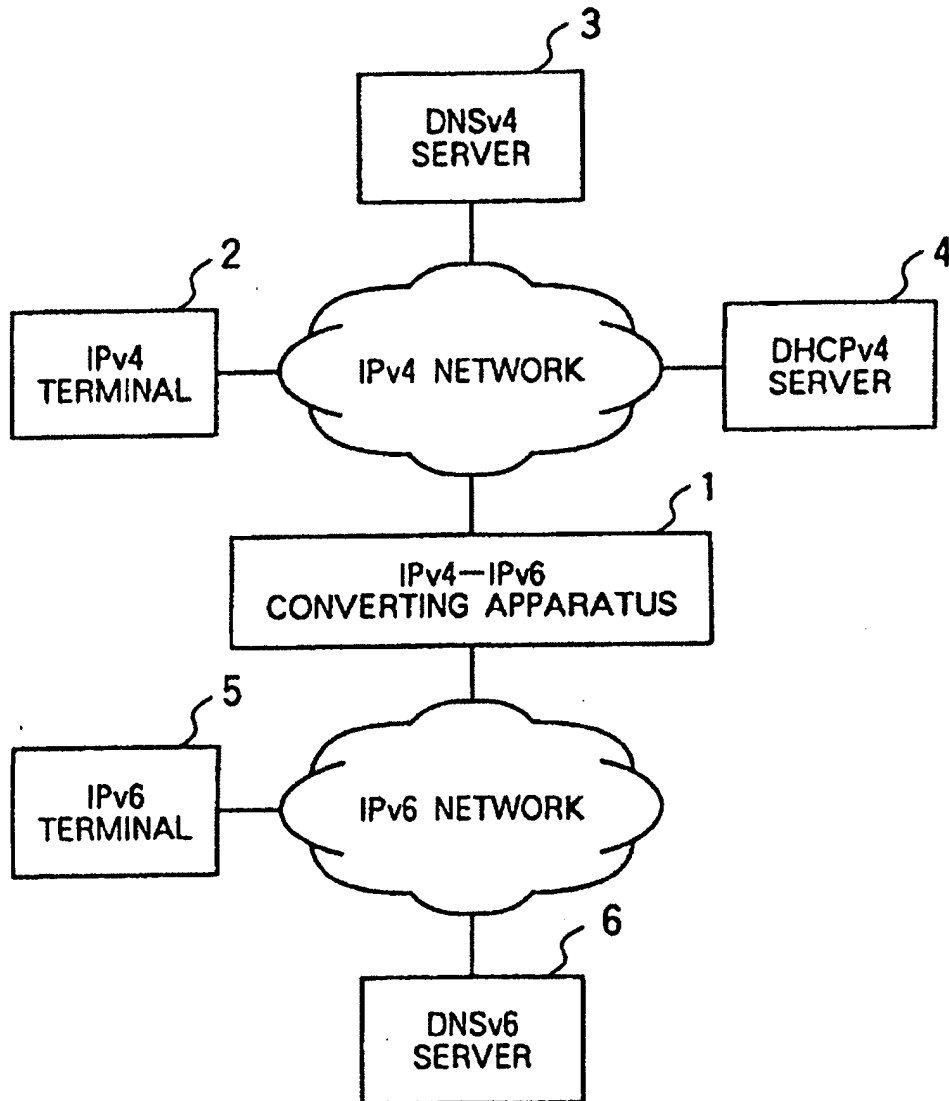 3
DNSv4
SERVER
2
4
IPv4
TERMINAL
IPv4 NETWORK
DHCPv4
SERVER
1
IPv4—IPv6
CONVERTING APPARATUS
5
IPv6
TERMINAL
IPv6 NETWORK
6
DNSv6
SERVER